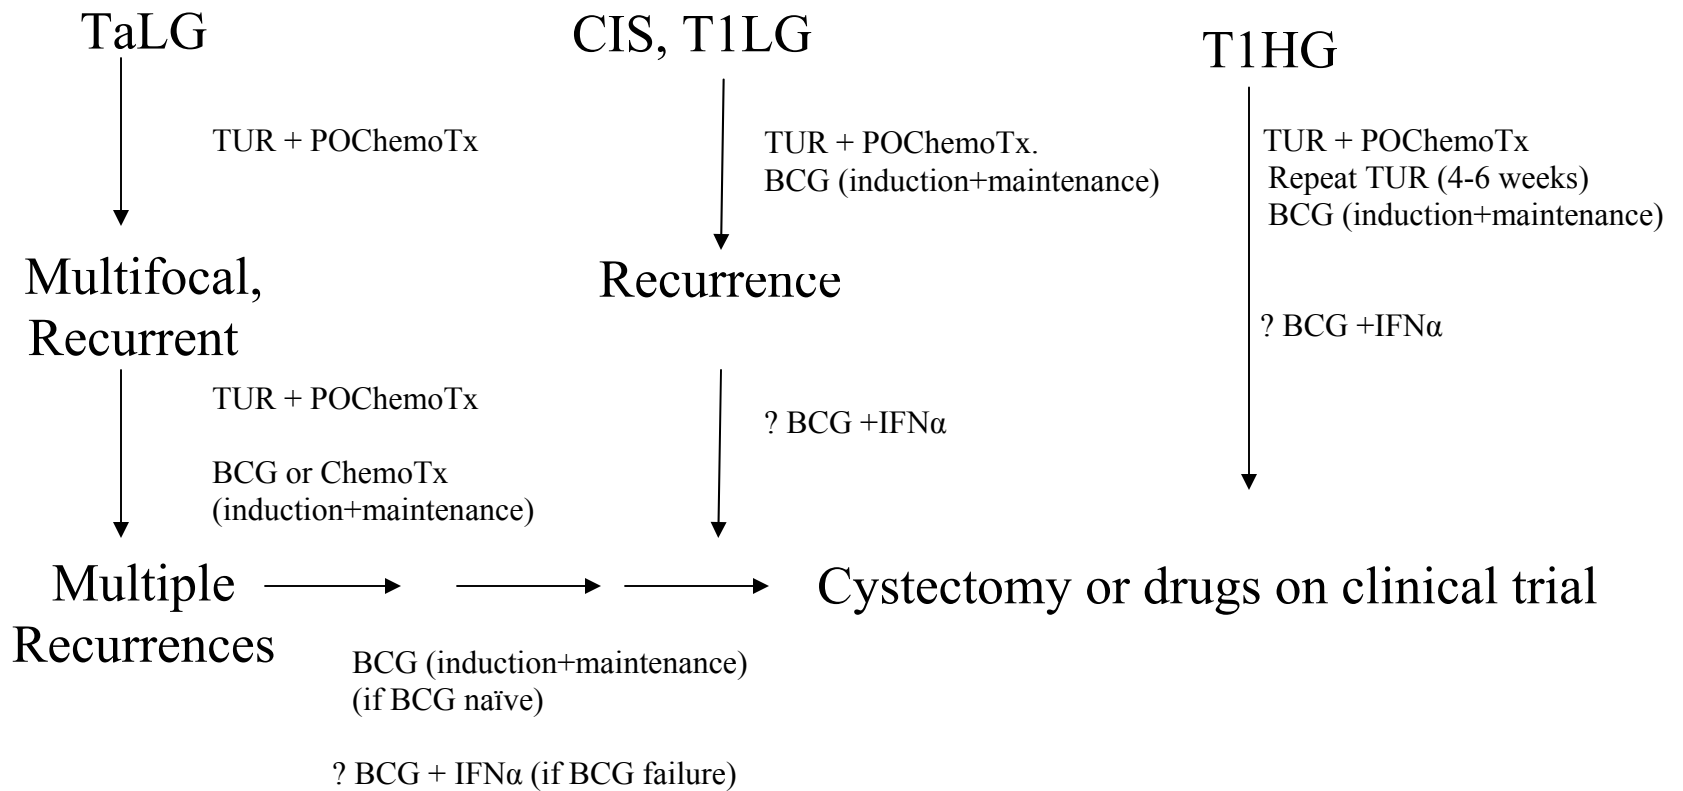 TaLG
CIS, T1LG
T1HG
TUR + POChemoTx
TUR + POChemoTx.
BCG (induction+maintenance)
TUR + POChemoTx
Repeat TUR (4-6 weeks)
BCG (induction+maintenance)
Multifocal,
Recurrent
Recurrence
? BCG +IFNα
TUR + POChemoTx
BCG or ChemoTx
(induction+maintenance)
? BCG +IFNα
Multiple
Recurrences
Cystectomy or drugs on clinical trial
BCG (induction+maintenance)
(if BCG naïve)
? BCG + IFNα (if BCG failure)